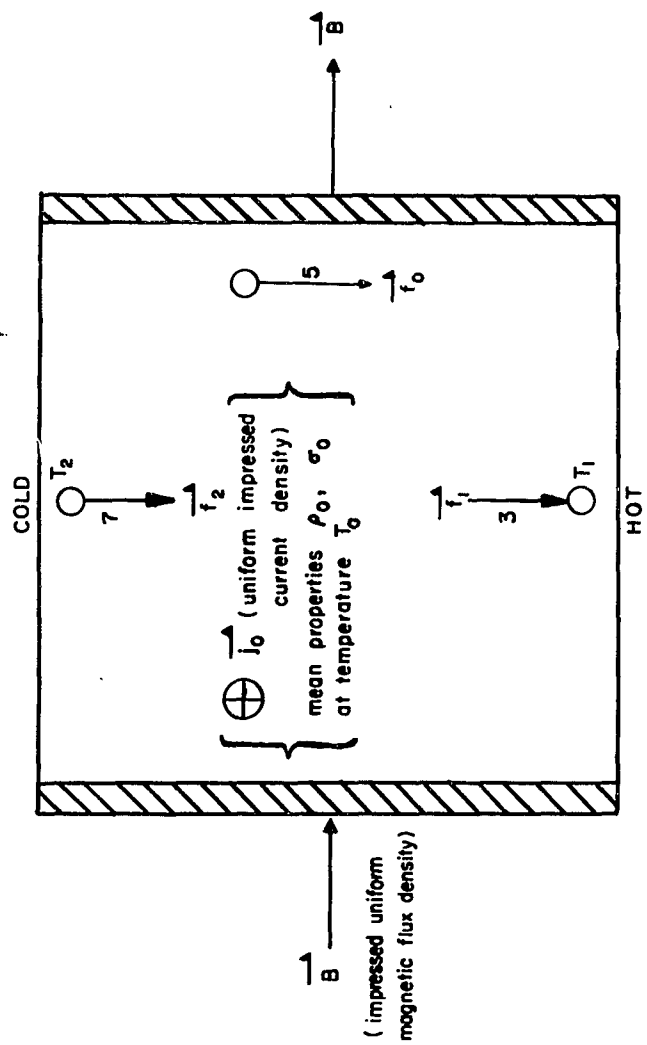 COLD
T₂
7
f₂
B
j₀ (uniform impressed
current density)
mean properties ρ₀, σ₀
at temperature T₀
5
f₀
B
(impressed uniform
magnetic flux density)
f₁
3
T₁
HOT